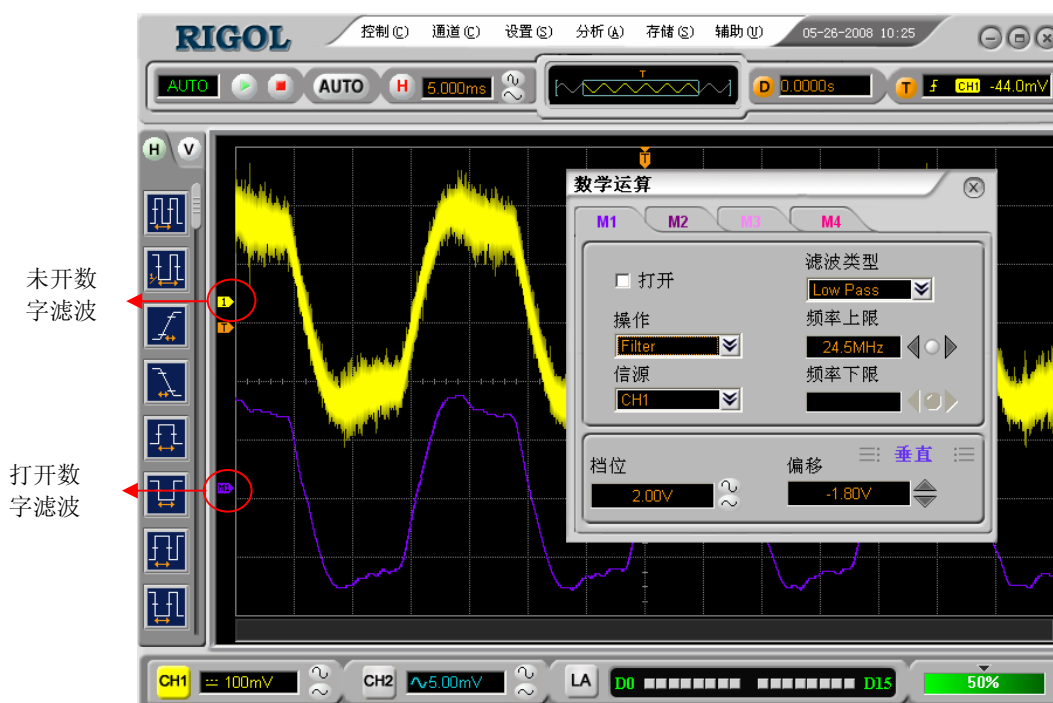 RIGOL 控制(C) 通道(C) 设置(S) 分析(A) 存储(S) 辅助(U) 05-26-2008 10:25
AUTO AUTO H 5.000ms T D 0.0000s T CH1 -44.0mV
H V
T
数学运算
M1 M2 M3 M4
打开
滤波类型
Low Pass
操作
Filter
频率上限
24.5MHz
信源
CH1
频率下限
垂直
档位
2.00V
偏移
-1.80V
未开数
字滤波
1
T
打开数
字滤波
M1
CH1 100mV CH2 5.00mV LA D0 D15 50%